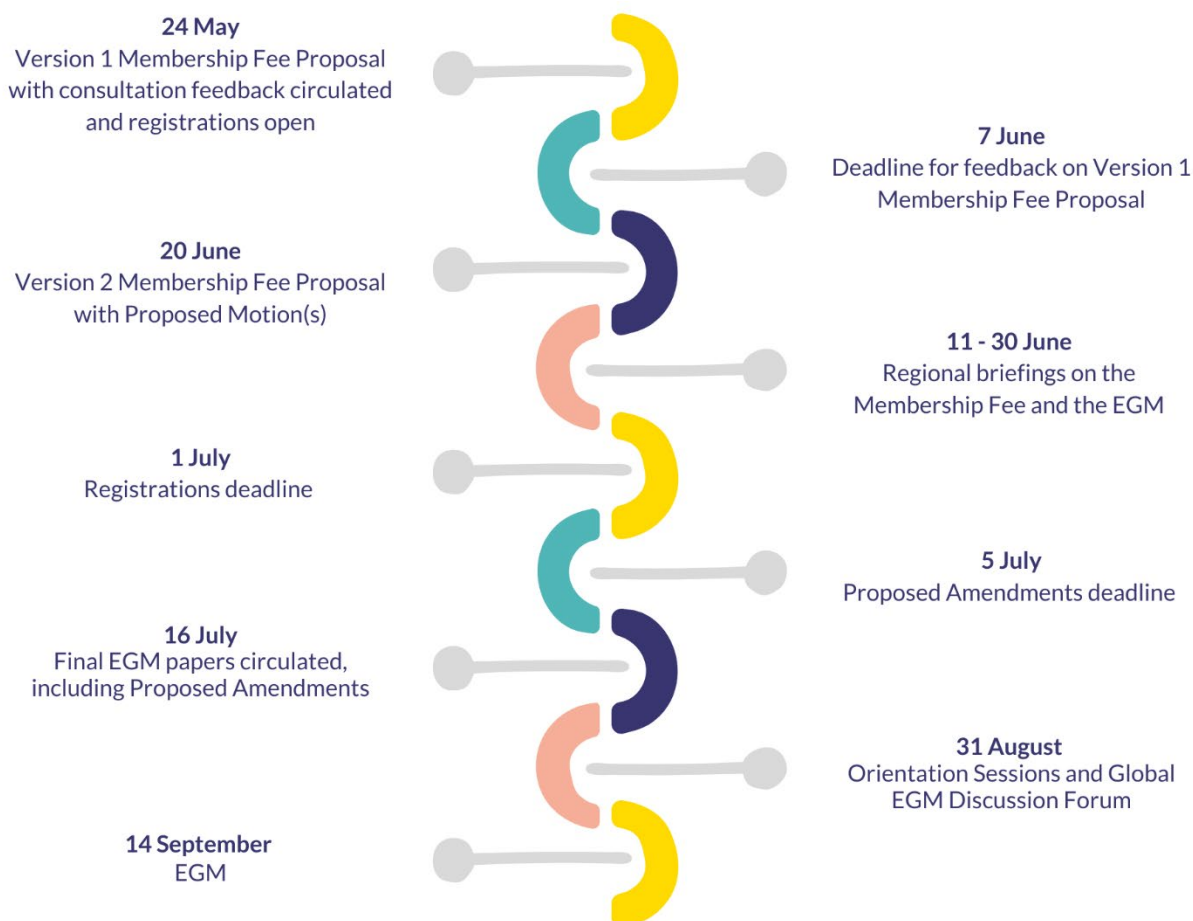 24 May
Version 1 Membership Fee Proposal
with consultation feedback circulated
and registrations open
7 June
Deadline for feedback on Version 1
Membership Fee Proposal
20 June
Version 2 Membership Fee Proposal
with Proposed Motion(s)
11 - 30 June
Regional briefings on the
Membership Fee and the EGM
1 July
Registrations deadline
5 July
Proposed Amendments deadline
16 July
Final EGM papers circulated,
including Proposed Amendments
31 August
Orientation Sessions and Global
EGM Discussion Forum
14 September
EGM